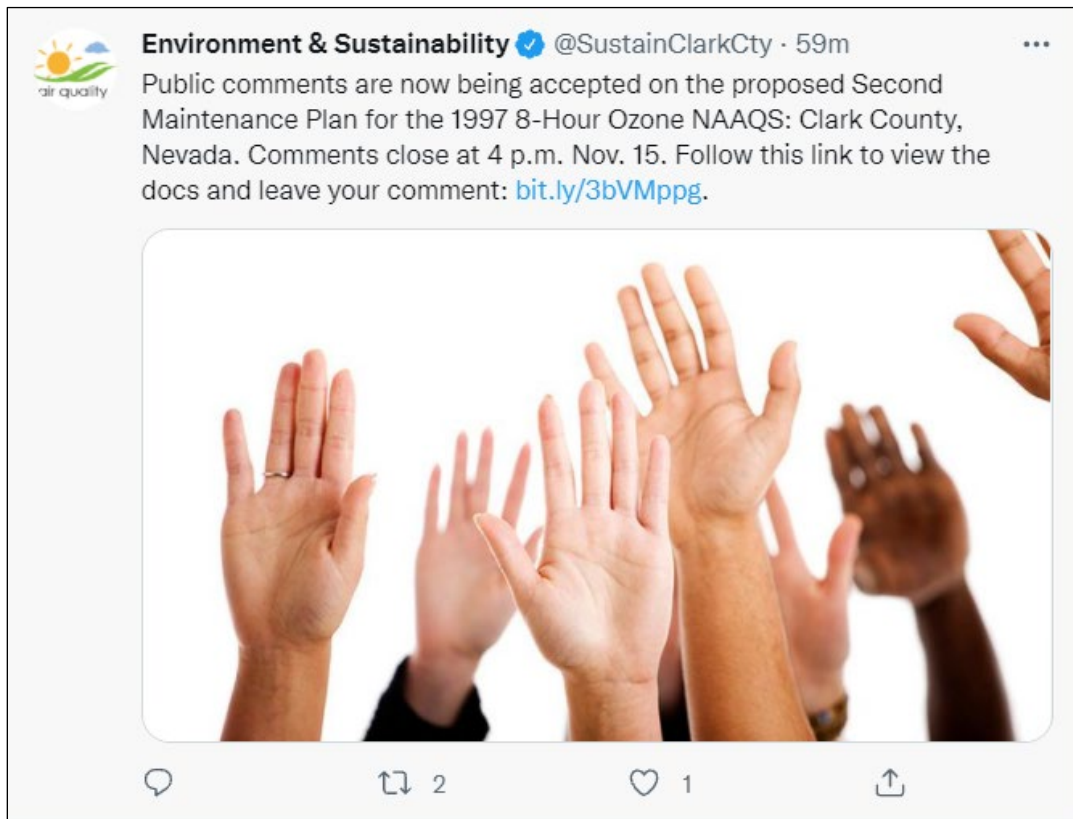 Environment & Sustainability @SustainClarkCty · 59m
air quality
Public comments are now being accepted on the proposed Second
Maintenance Plan for the 1997 8-Hour Ozone NAAQS: Clark County,
Nevada. Comments close at 4 p.m. Nov. 15. Follow this link to view the
docs and leave your comment: bit.ly/3bVMppg.
2 1